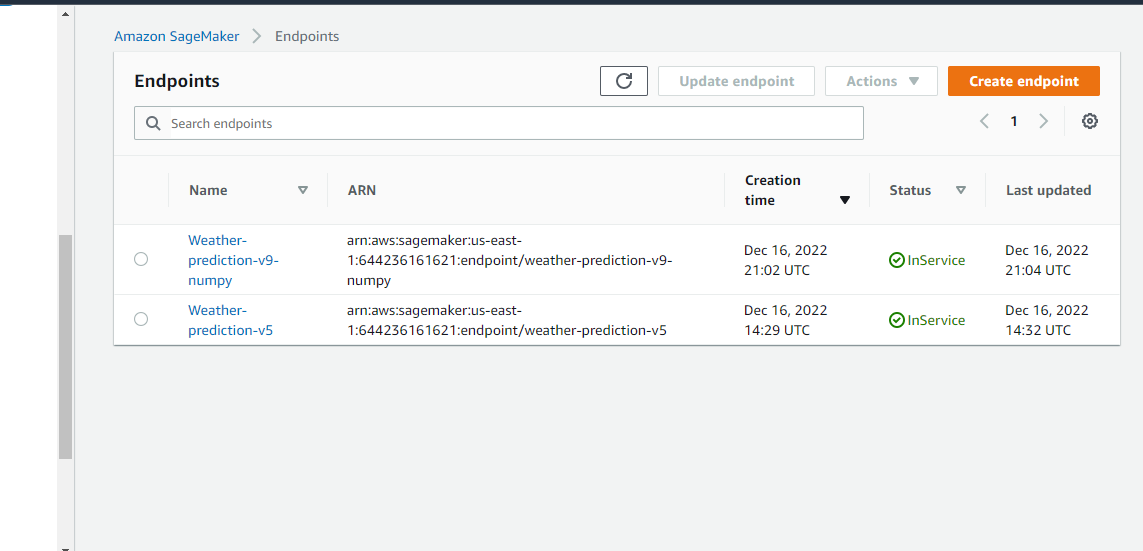 Amazon SageMaker > Endpoints
Endpoints
Update endpoint
Actions
Create endpoint
Search endpoints
1
Name
ARN
Creation
time
Status
Last updated
Weather-
prediction-v9-
numpy
arn:aws:sagemaker:us-east-
1:644236161621:endpoint/weather-prediction-v9-
numpy
Dec 16, 2022
21:02 UTC
InService
Dec 16, 2022
21:04 UTC
Weather-
prediction-v5
arn:aws:sagemaker:us-east-
1:644236161621:endpoint/weather-prediction-v5
Dec 16, 2022
14:29 UTC
InService
Dec 16, 2022
14:32 UTC